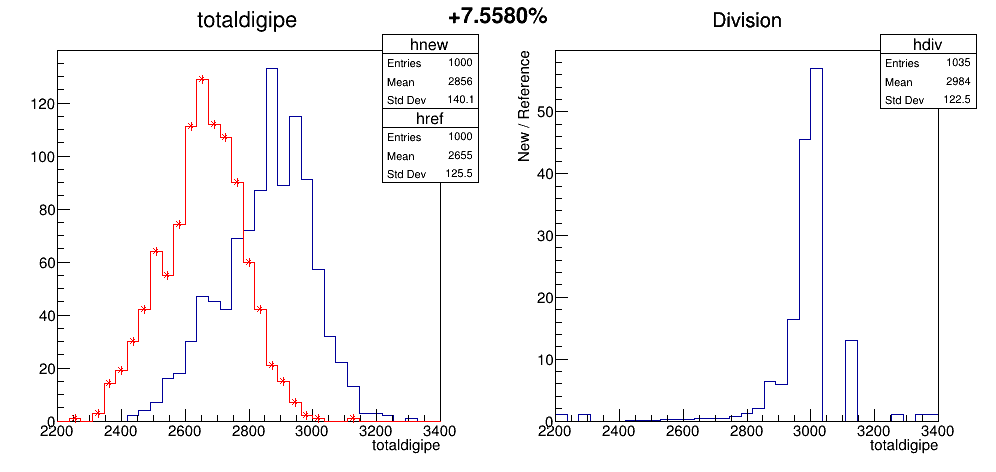 +7.5580%
totaldigipe
hnew
Entries 1000
Mean 2856
Std Dev 140.1
href
Entries 1000
Mean 2655
Std Dev 125.5
120
100
80
60
40
20
0
2200 2400 2600 2800 3000 3200 3400
totaldigipe
Division
hdiv
Entries 1035
Mean 2984
Std Dev 122.5
New / Reference
50
40
30
20
10
0
2200 2400 2600 2800 3000 3200 3400
totaldigipe